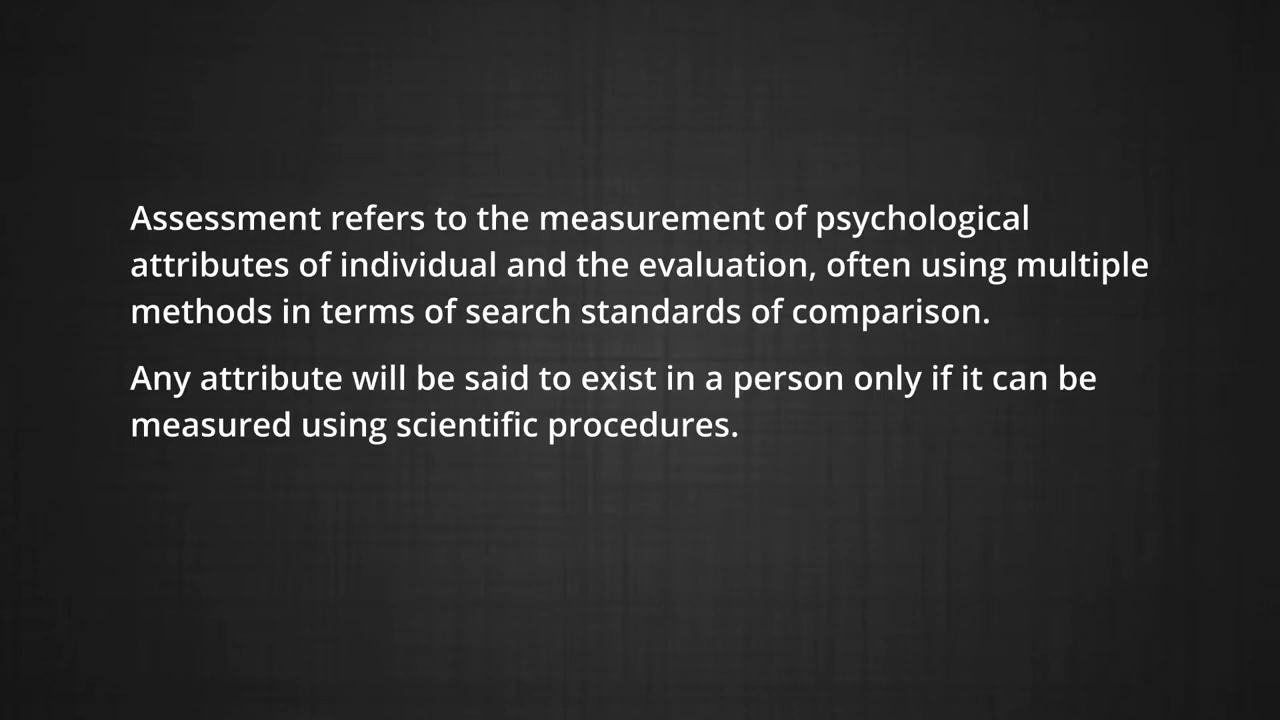 Assessment refers to the measurement of psychological
attributes of individual and the evaluation, often using multiple
methods in terms of search standards of comparison.
Any attribute will be said to exist in a person only if it can be
measured using scientific procedures.